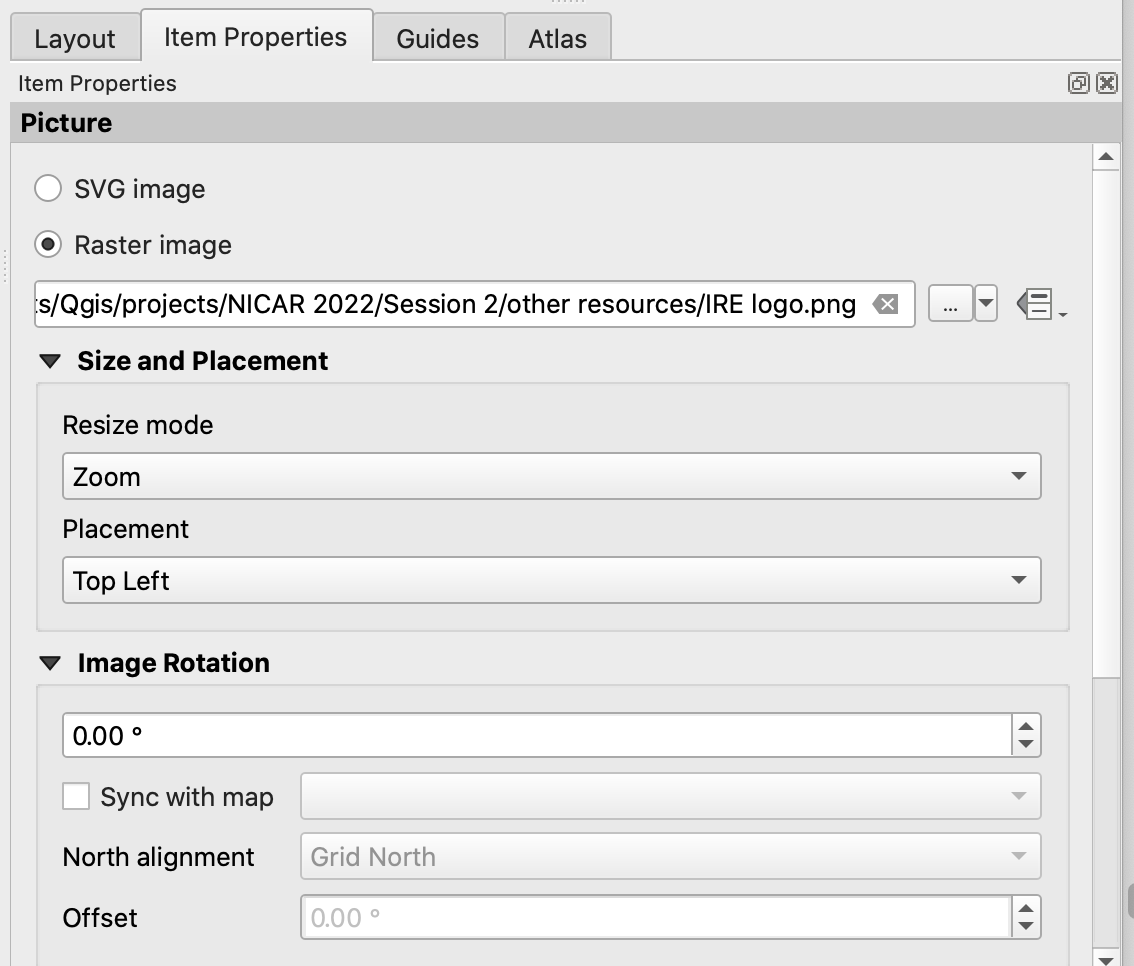 Layout Item Properties Guides Atlas
Item Properties
Picture
SVG image
Raster image
s/Qgis/projects/NICAR 2022/Session 2/other resources/IRE logo.png ...
Size and Placement
Resize mode
Zoom
Placement
Top Left
Image Rotation
0.00 °
Sync with map
North alignment Grid North
Offset 0.00 °